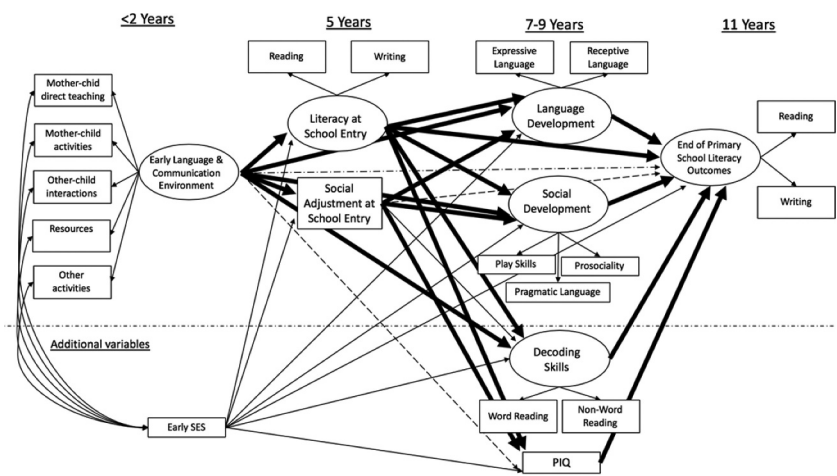 <2 Years
5 Years
7-9 Years
11 Years
Reading
Writing
Expressive
Language
Receptive
Language
Mother-chid
direct teaching
Mother-child
activities
Other-child
interactions
Resources
Other
activities
Early Language &
Communication
Environment
Literacy at
School Entry
Social
Adjustment at
School Entry
Language
Development
Social
Development
Play Skills
Prosociality
Pragmatic Language
End of Primary
School Literacy
Outcomes
Reading
Writing
Additional variables
Decoding
Skills
Word Reading
Non-Word
Reading
Early SES
PIQ